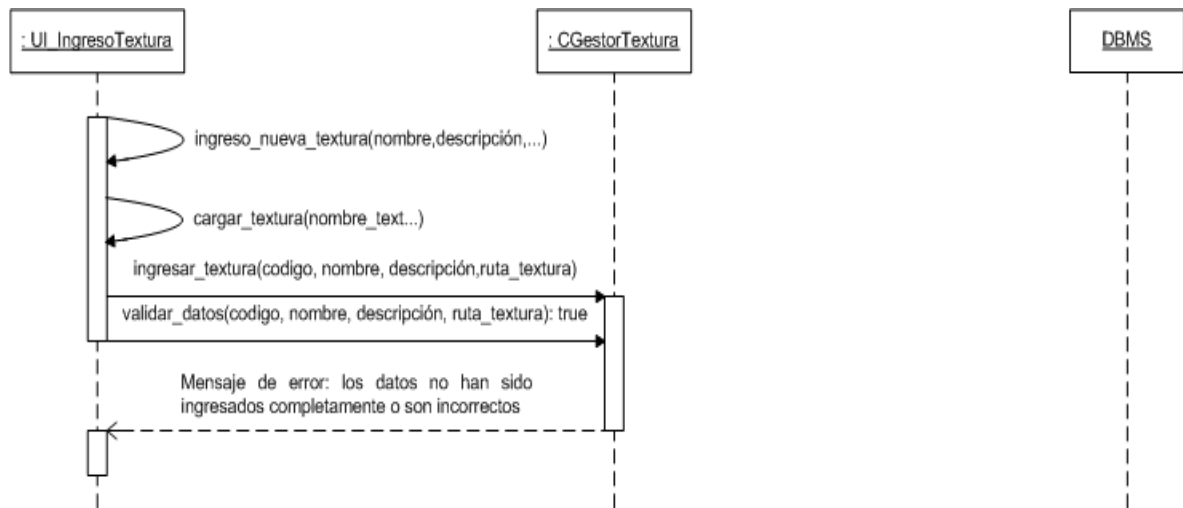 : UI_IngresoTextura
: CGestorTextura
DBMS
ingreso_nueva_textura(nombre,descripción,...)
cargar_textura(nombre_text...)
ingresar_textura(codigo, nombre, descripción,ruta_textura)
validar_datos(codigo, nombre, descripción, ruta_textura): true
Mensaje de error: los datos no han sido
ingresados completamente o son incorrectos